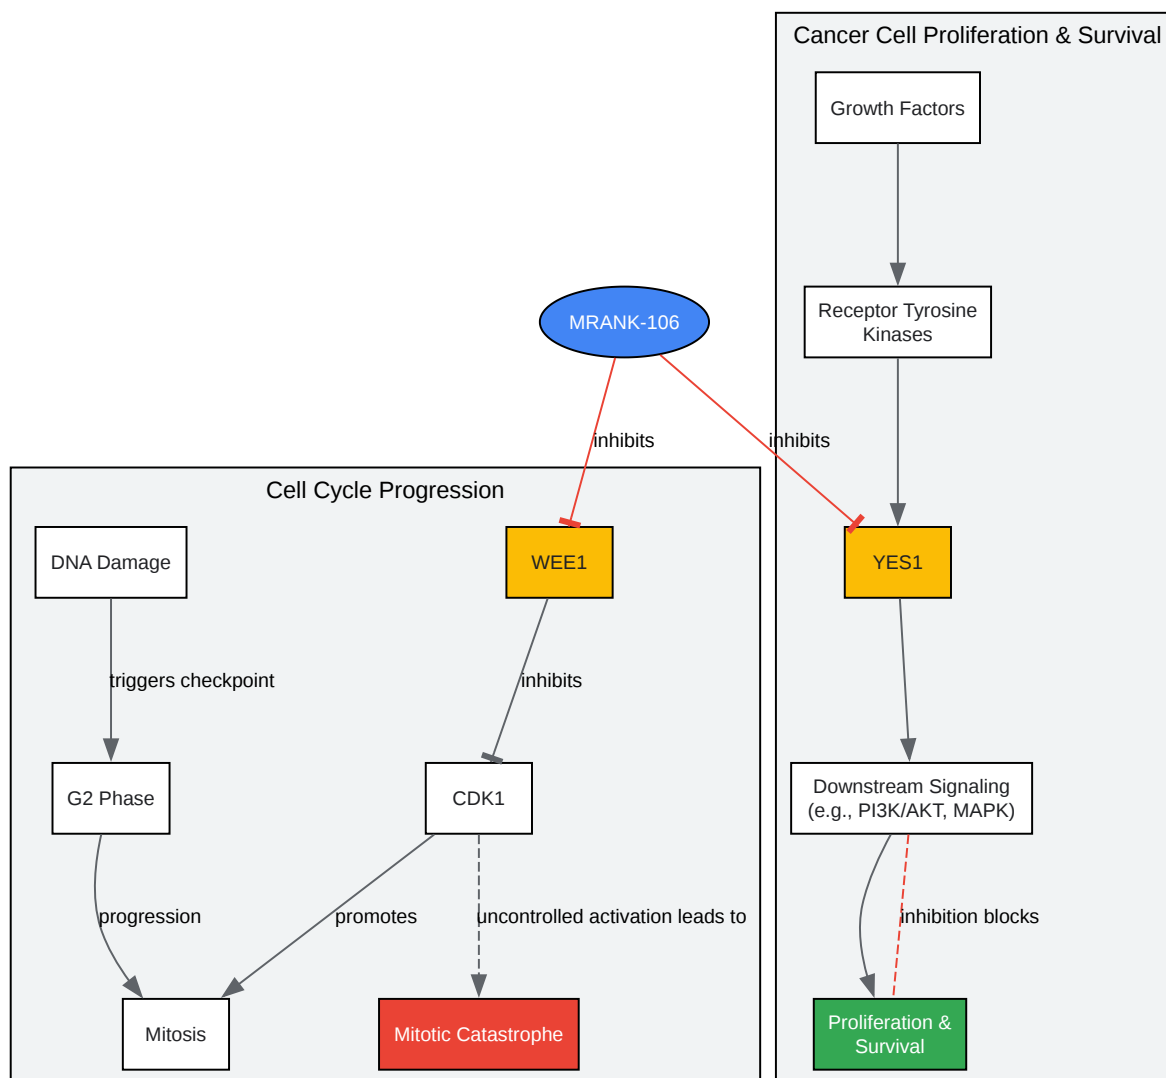 Cancer Cell Proliferation & Survival
Growth Factors
Receptor Tyrosine
Kinases
MRANK-106
inhibits
inhibits
Cell Cycle Progression
DNA Damage
WEE1
YES1
triggers checkpoint
inhibits
G2 Phase
CDK1
Downstream Signaling
(e.g., PI3K/AKT, MAPK)
progression
promotes
uncontrolled activation leads to
inhibition blocks
Mitosis
Mitotic Catastrophe
Proliferation &
Survival